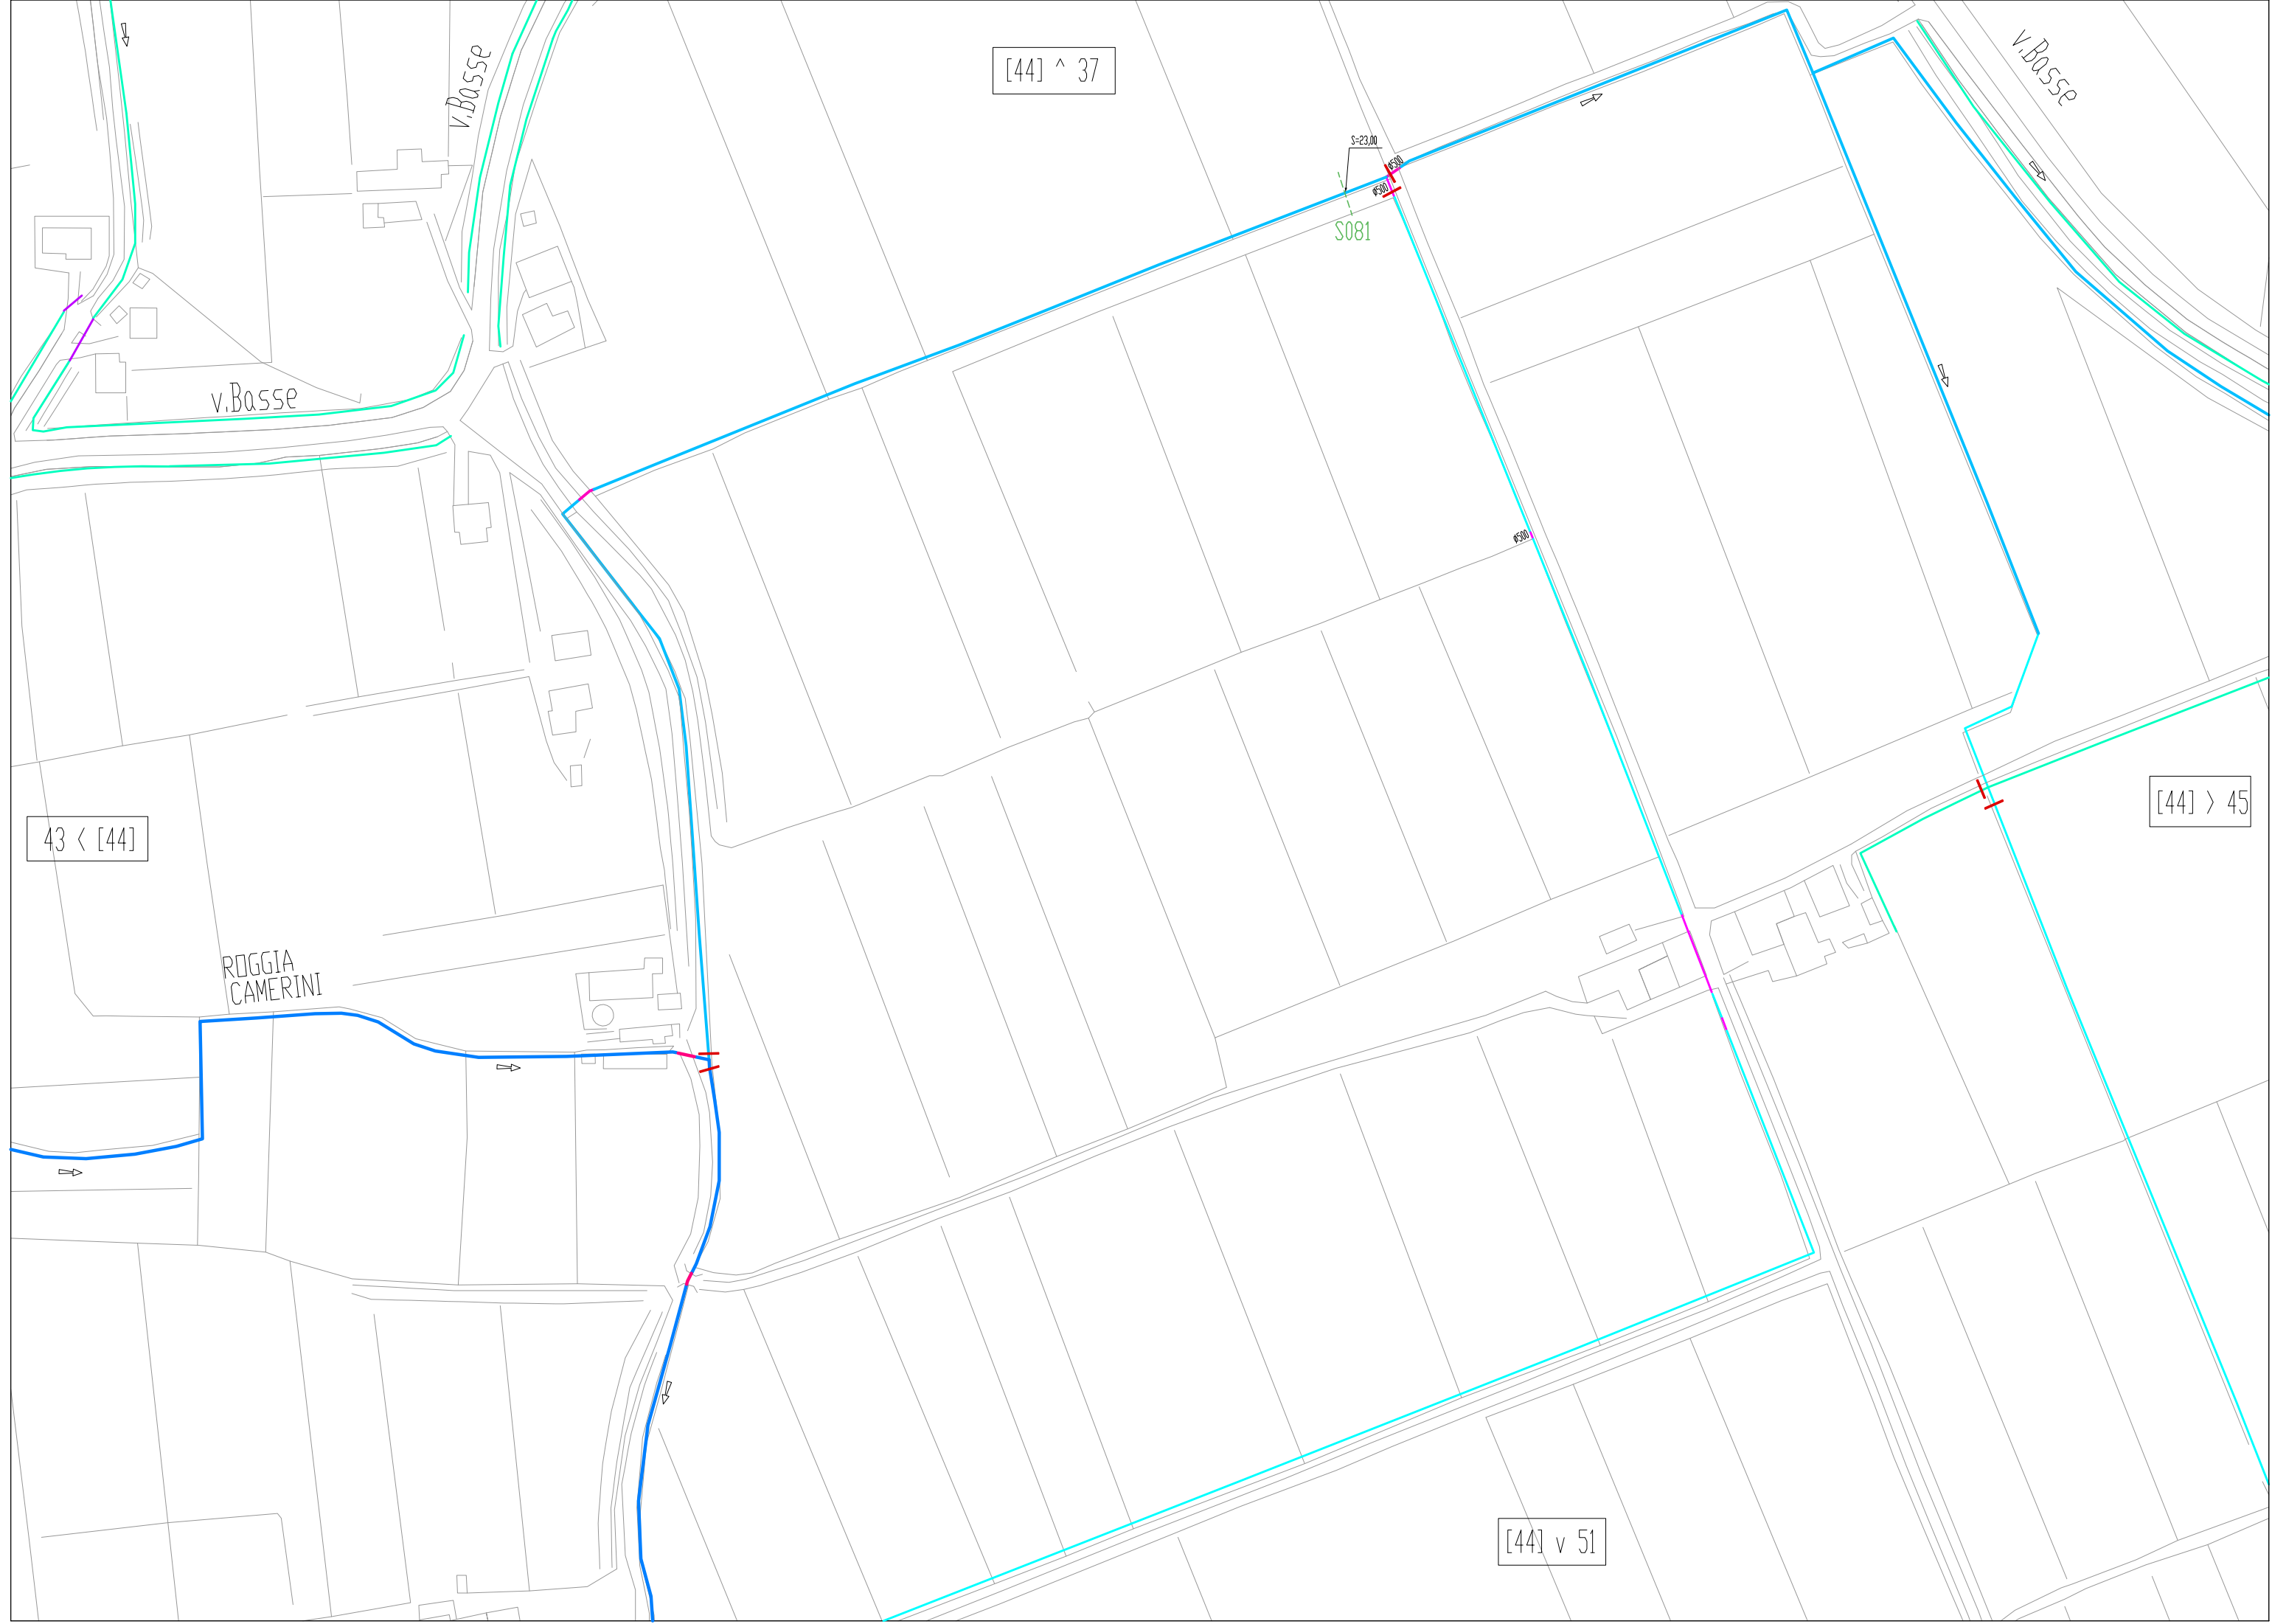 [44] ^ 37
v.Basse
v.Basse
S=23,00
ø500
ø500
S081
v.Basse
ø500
43 < [44]
[44] > 45
ROGGIA
CAMERINI
[44] v 51